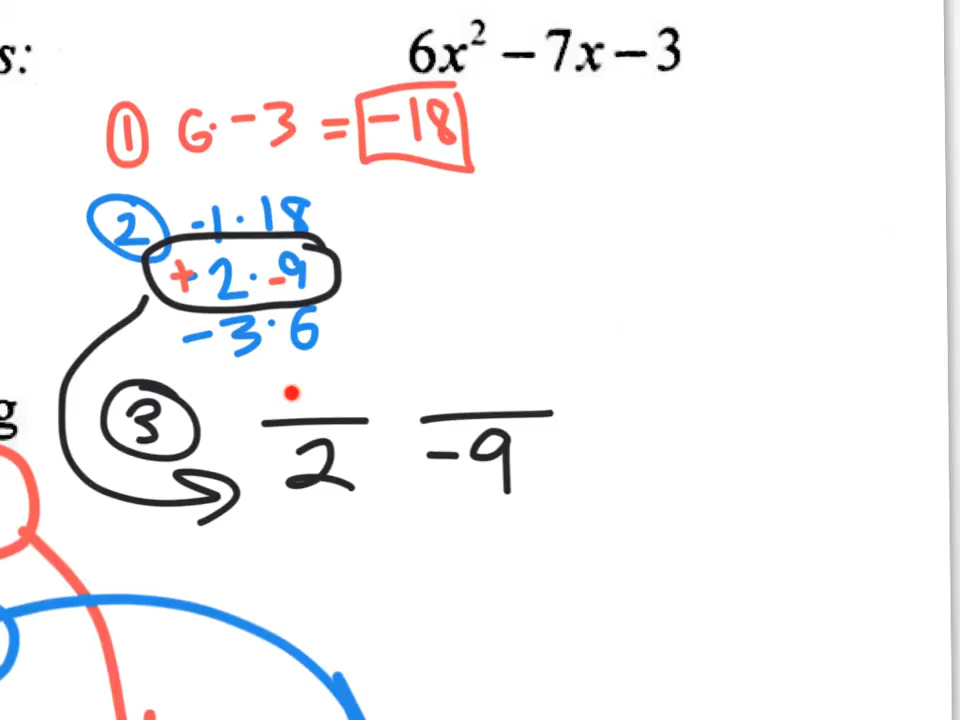 s:
6x² − 7x − 3
① 6 · −3 = −18
② -1 · 18
+2 · -9
-3 · 6
③
2 -9
g